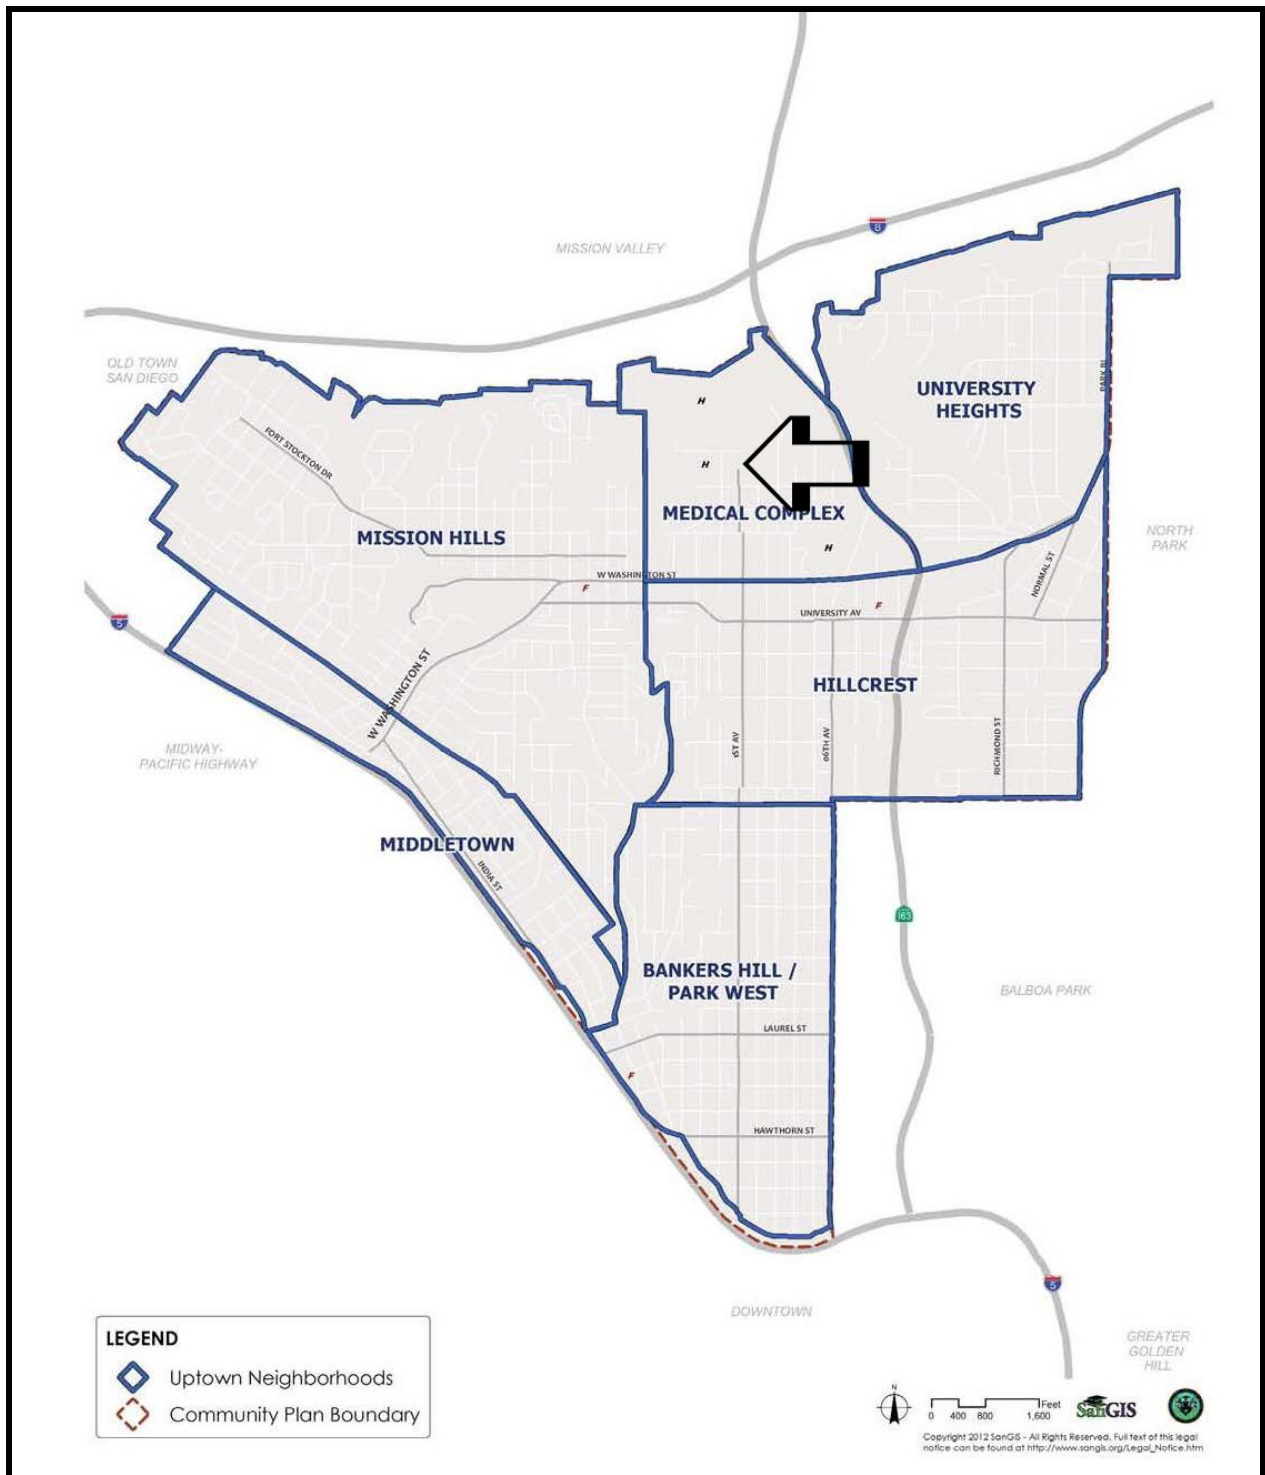 MISSION VALLEY
8
OLD TOWN
SAN DIEGO
UNIVERSITY
HEIGHTS
PARK BL
H
FORT STOCKTON DR
H
MEDICAL COMPLEX
MISSION HILLS
NORTH
PARK
H
W WASHINGTON ST
NORMAL ST
F
F
UNIVERSITY AV
5
W WASHINGTON ST
HILLCREST
1ST AV
06TH AV
RICHMOND ST
MIDWAY-
PACIFIC HIGHWAY
MIDDLETOWN
INDIA ST
163
BANKERS HILL /
PARK WEST
BALBOA PARK
LAUREL ST
F
HAWTHORN ST
5
DOWNTOWN
GREATER
GOLDEN
HILL
LEGEND
Uptown Neighborhoods
Community Plan Boundary
N
Feet
0 400 800 1,600
SanGIS
Copyright 2012 SanGIS - All Rights Reserved. Full text of this legal
notice can be found at http://www.sangis.org/Legal_Notice.htm